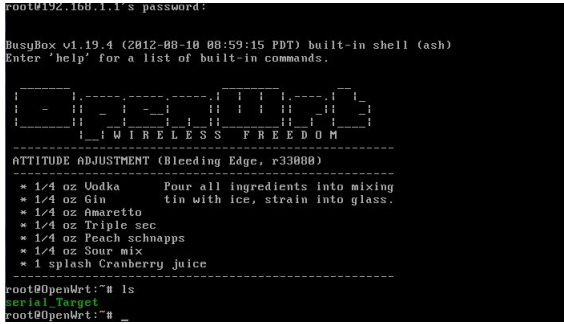 root@192.168.1.1's password:
BusyBox v1.19.4 (2012-08-10 08:59:15 PDT) built-in shell (ash)
Enter 'help' for a list of built-in commands.
OpenWrt
W I R E L E S S   F R E E D O M
ATTITUDE ADJUSTMENT (Bleeding Edge, r33080)
* 1/4 oz Vodka      Pour all ingredients into mixing
* 1/4 oz Gin        tin with ice, strain into glass.
* 1/4 oz Amaretto
* 1/4 oz Triple sec
* 1/4 oz Peach schnapps
* 1/4 oz Sour mix
* 1 splash Cranberry juice
root@OpenWrt:~# ls
serial_Target
root@OpenWrt:~# _